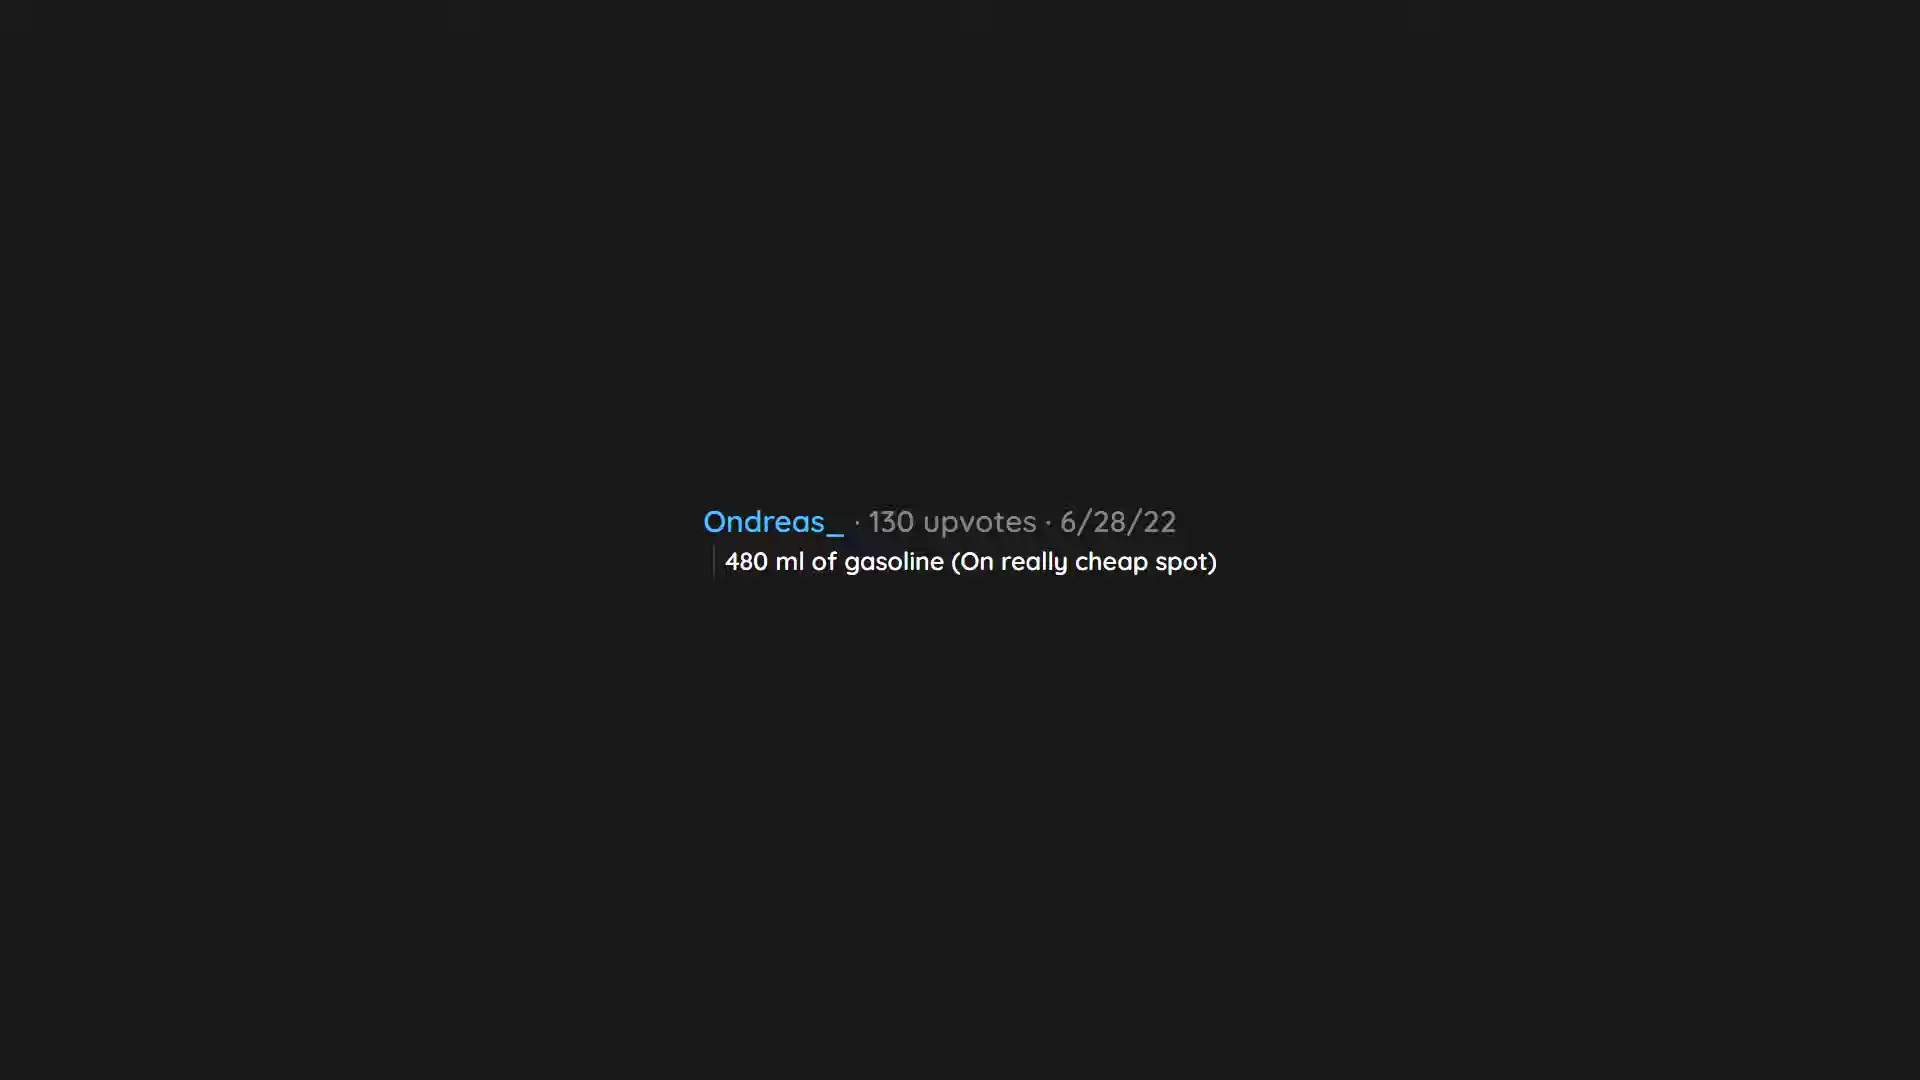 Ondreas_ · 130 upvotes · 6/28/22
480 ml of gasoline (On really cheap spot)